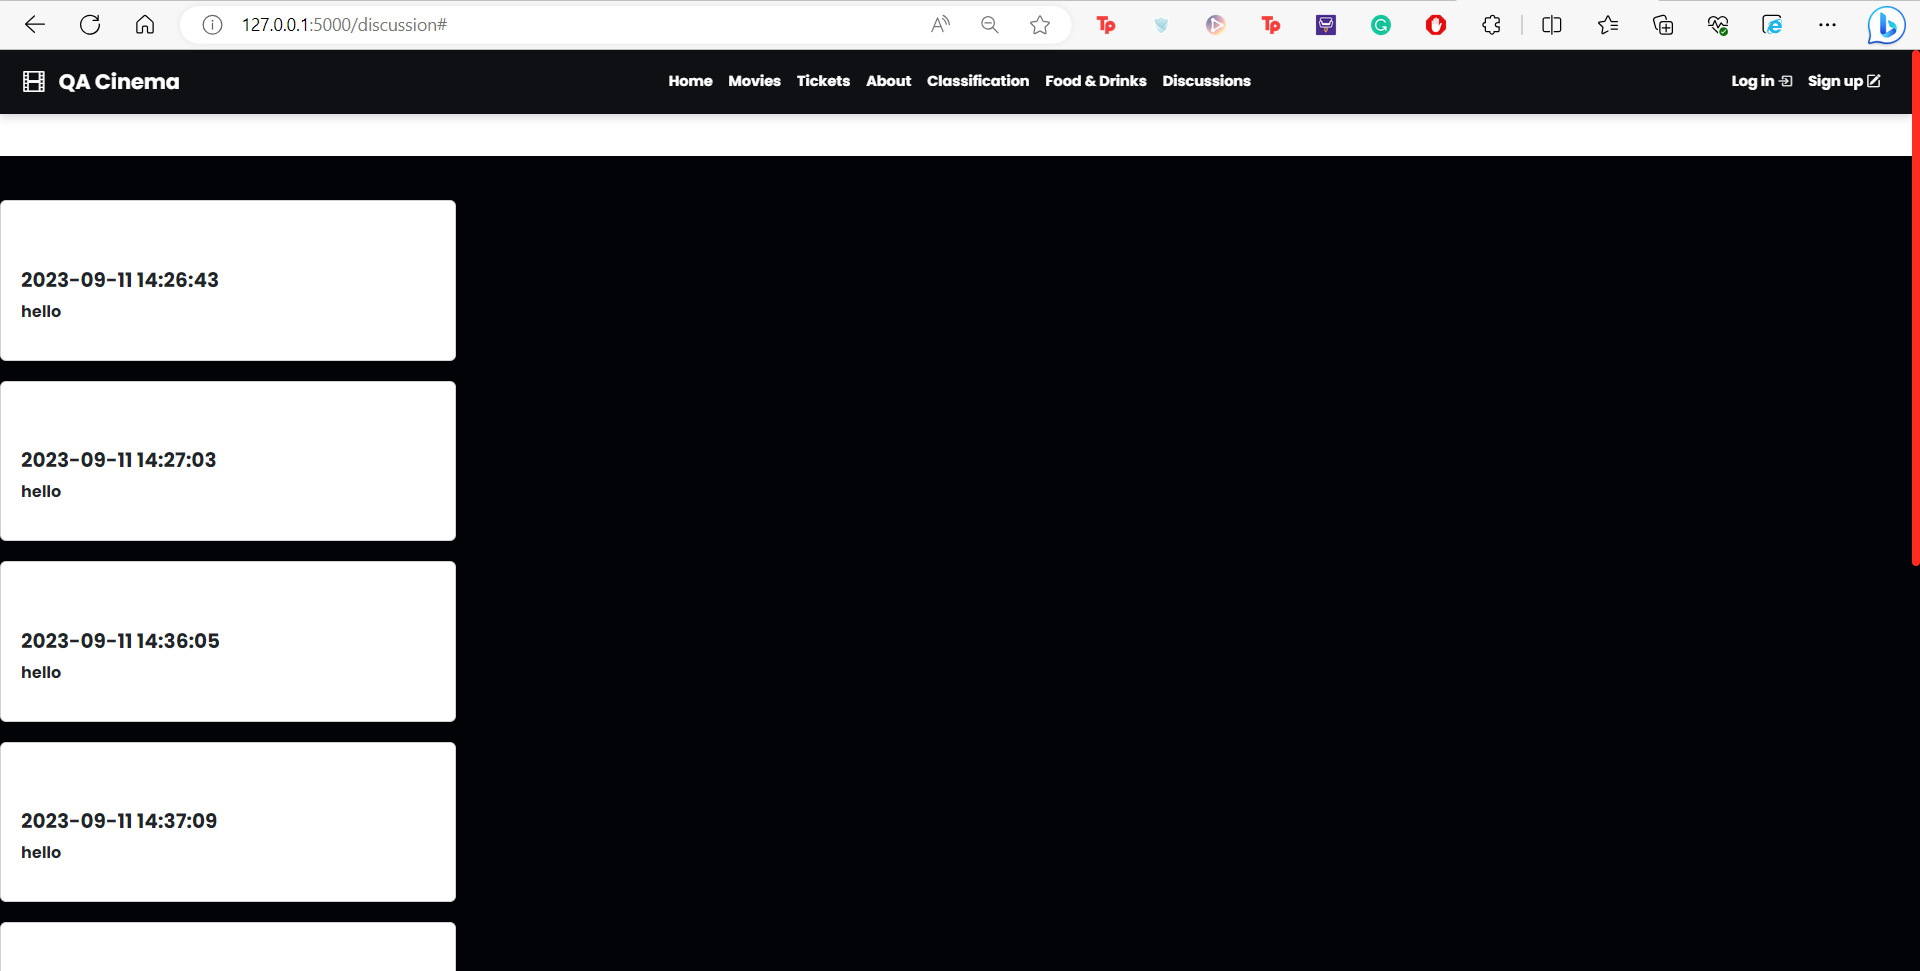 127.0.0.1:5000/discussion#
QA Cinema
Home Movies Tickets About Classification Food & Drinks Discussions
Log in Sign up
2023-09-11 14:26:43
hello
2023-09-11 14:27:03
hello
2023-09-11 14:36:05
hello
2023-09-11 14:37:09
hello